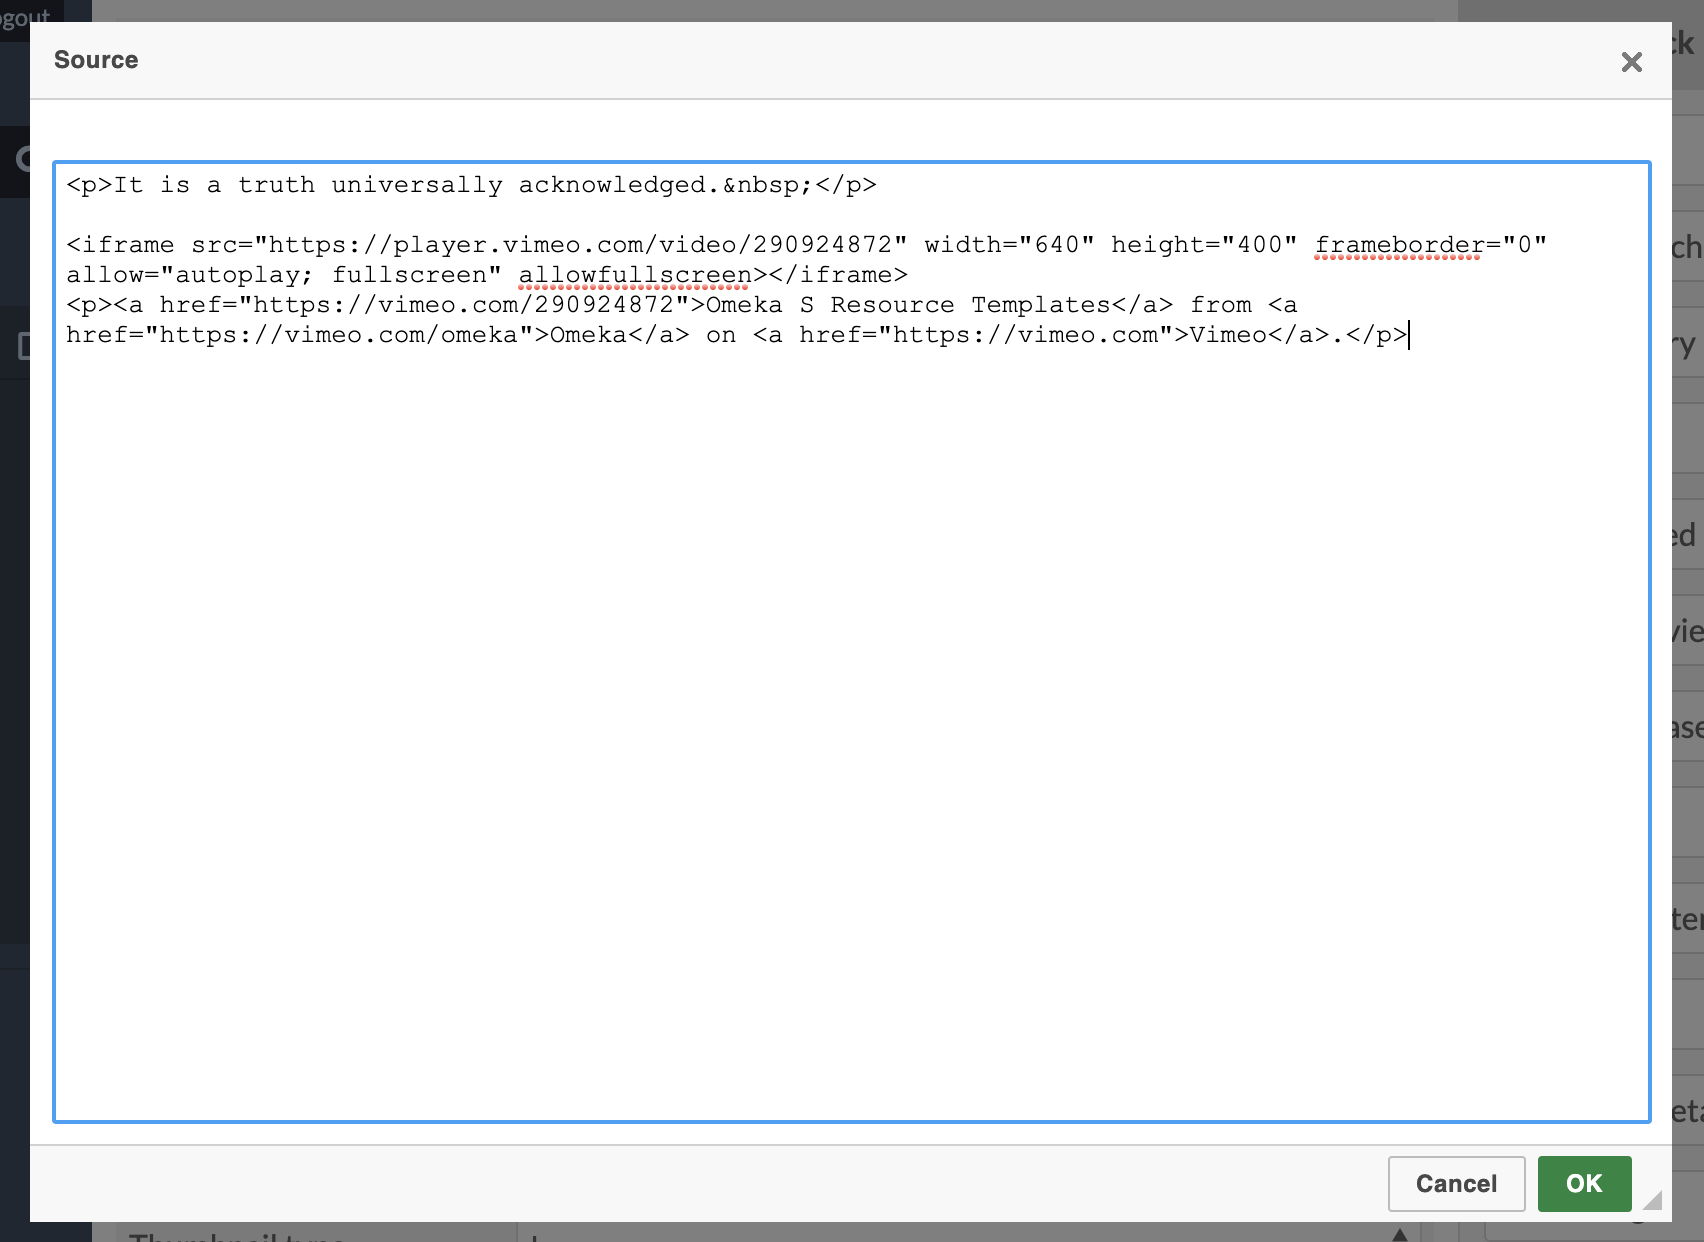 ogout
Source
<p>It is a truth universally acknowledged.&nbsp;</p>
<iframe src="https://player.vimeo.com/video/290924872" width="640" height="400" frameborder="0"
allow="autoplay; fullscreen" allowfullscreen></iframe>
<p><a href="https://vimeo.com/290924872">Omeka S Resource Templates</a> from <a
href="https://vimeo.com/omeka">Omeka</a> on <a href="https://vimeo.com">Vimeo</a>.</p>
Cancel
OK
ck
ch
ry
ed
vie
ase
ter
eta
Thumbnail type